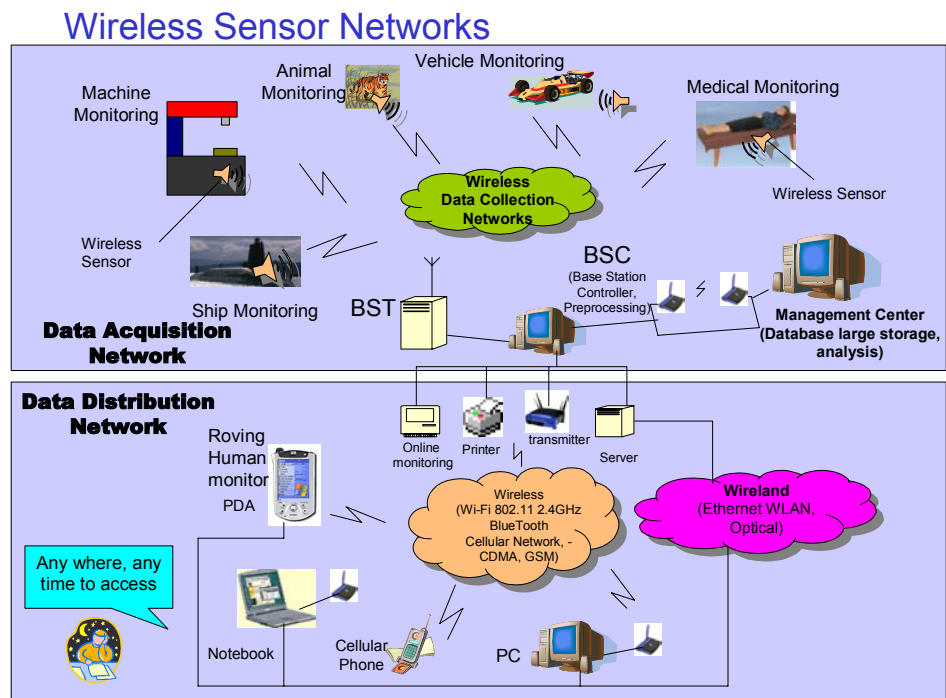 Wireless Sensor Networks
Machine
Monitoring
Animal
Monitoring
Vehicle Monitoring
Medical Monitoring
Wireless
Data Collection
Networks
Wireless Sensor
Wireless
Sensor
Ship Monitoring
BST
BSC
(Base Station
Controller,
Preprocessing)
Management Center
(Database large storage,
analysis)
Data Acquisition
Network
Data Distribution
Network
Online
monitoring
Printer
transmitter
Server
Roving
Human
monitor
PDA
Wireless
(Wi-Fi 802.11 2.4GHz
BlueTooth
Cellular Network, -
CDMA, GSM)
Wireland
(Ethernet WLAN,
Optical)
Any where, any
time to access
Notebook
Cellular
Phone
PC